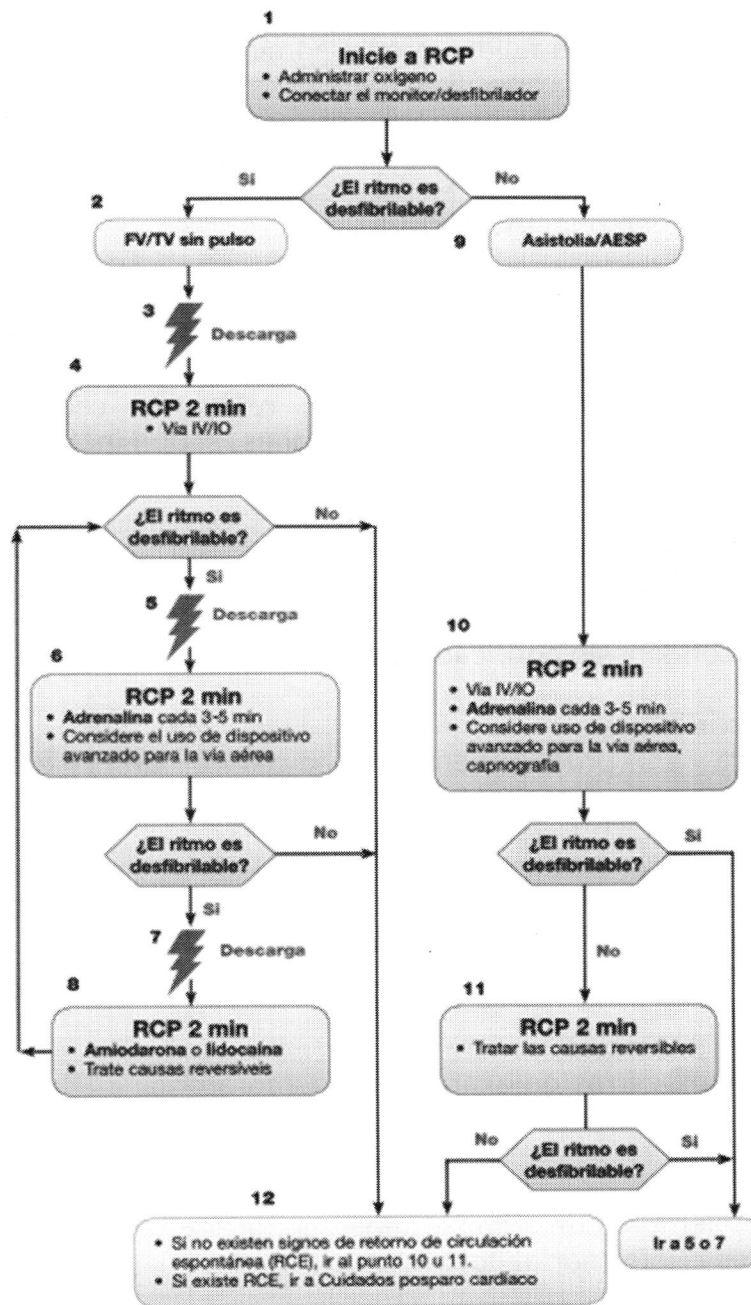 1
Inicie a RCP
• Administrar oxígeno
• Conectar el monitor/desfibrilador
¿El ritmo es
desfibrilable?
Si
No
2
FV/TV sin pulso
9
Asistolia/AESP
3
Descarga
4
RCP 2 min
• Vía IV/IO
¿El ritmo es
desfibrilable?
No
Si
5
Descarga
6
RCP 2 min
• Adrenalina cada 3-5 min
• Considere el uso de dispositivo
avanzado para la vía aérea
¿El ritmo es
desfibrilable?
No
Si
7
Descarga
8
RCP 2 min
• Amiodarona o lidocaína
• Trate causas reversíveis
10
RCP 2 min
• Vía IV/IO
• Adrenalina cada 3-5 min
• Considere uso de dispositivo
avanzado para la vía aérea,
capnografía
¿El ritmo es
desfibrilable?
Si
No
11
RCP 2 min
• Tratar las causas reversibles
¿El ritmo es
desfibrilable?
No
Si
12
• Si no existen signos de retorno de circulación
espontánea (RCE), ir al punto 10 u 11.
• Si existe RCE, ir a Cuidados posparo cardíaco
Ir a 5 o 7